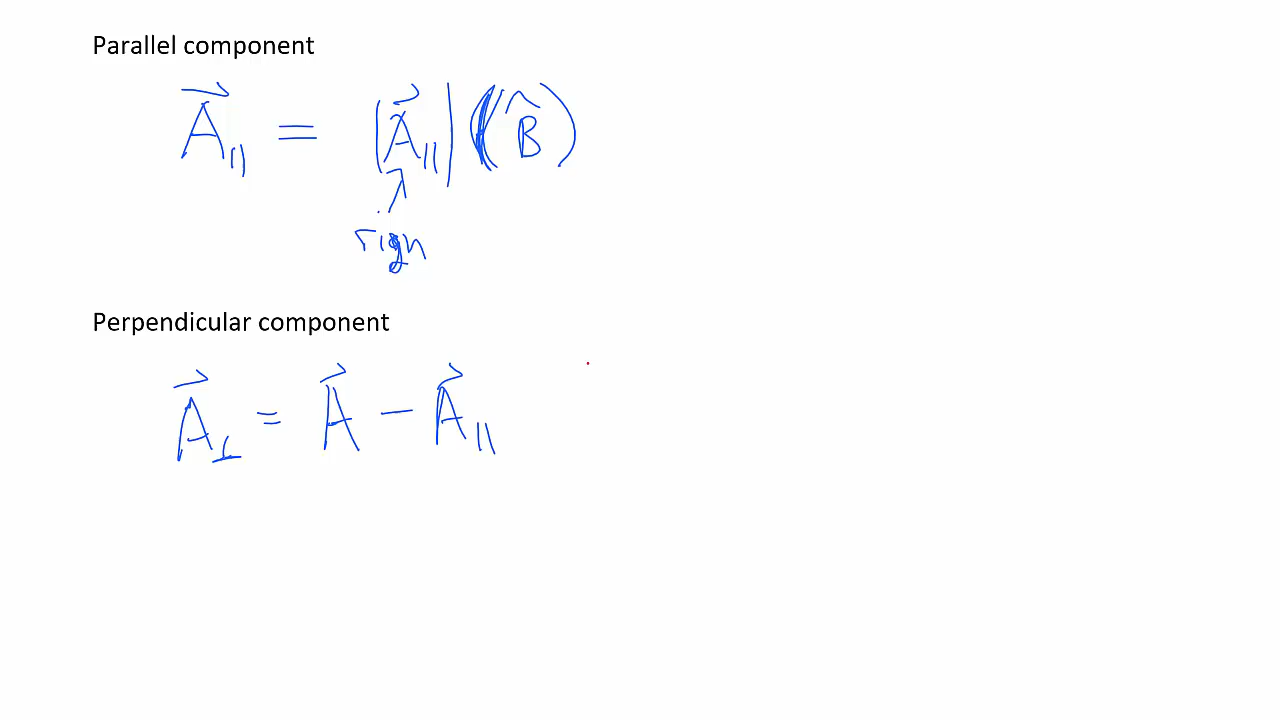 Parallel component
A⃗∥ = |A⃗∥| (B̂)
sign
Perpendicular component
A⃗⊥ = A⃗ − A⃗∥